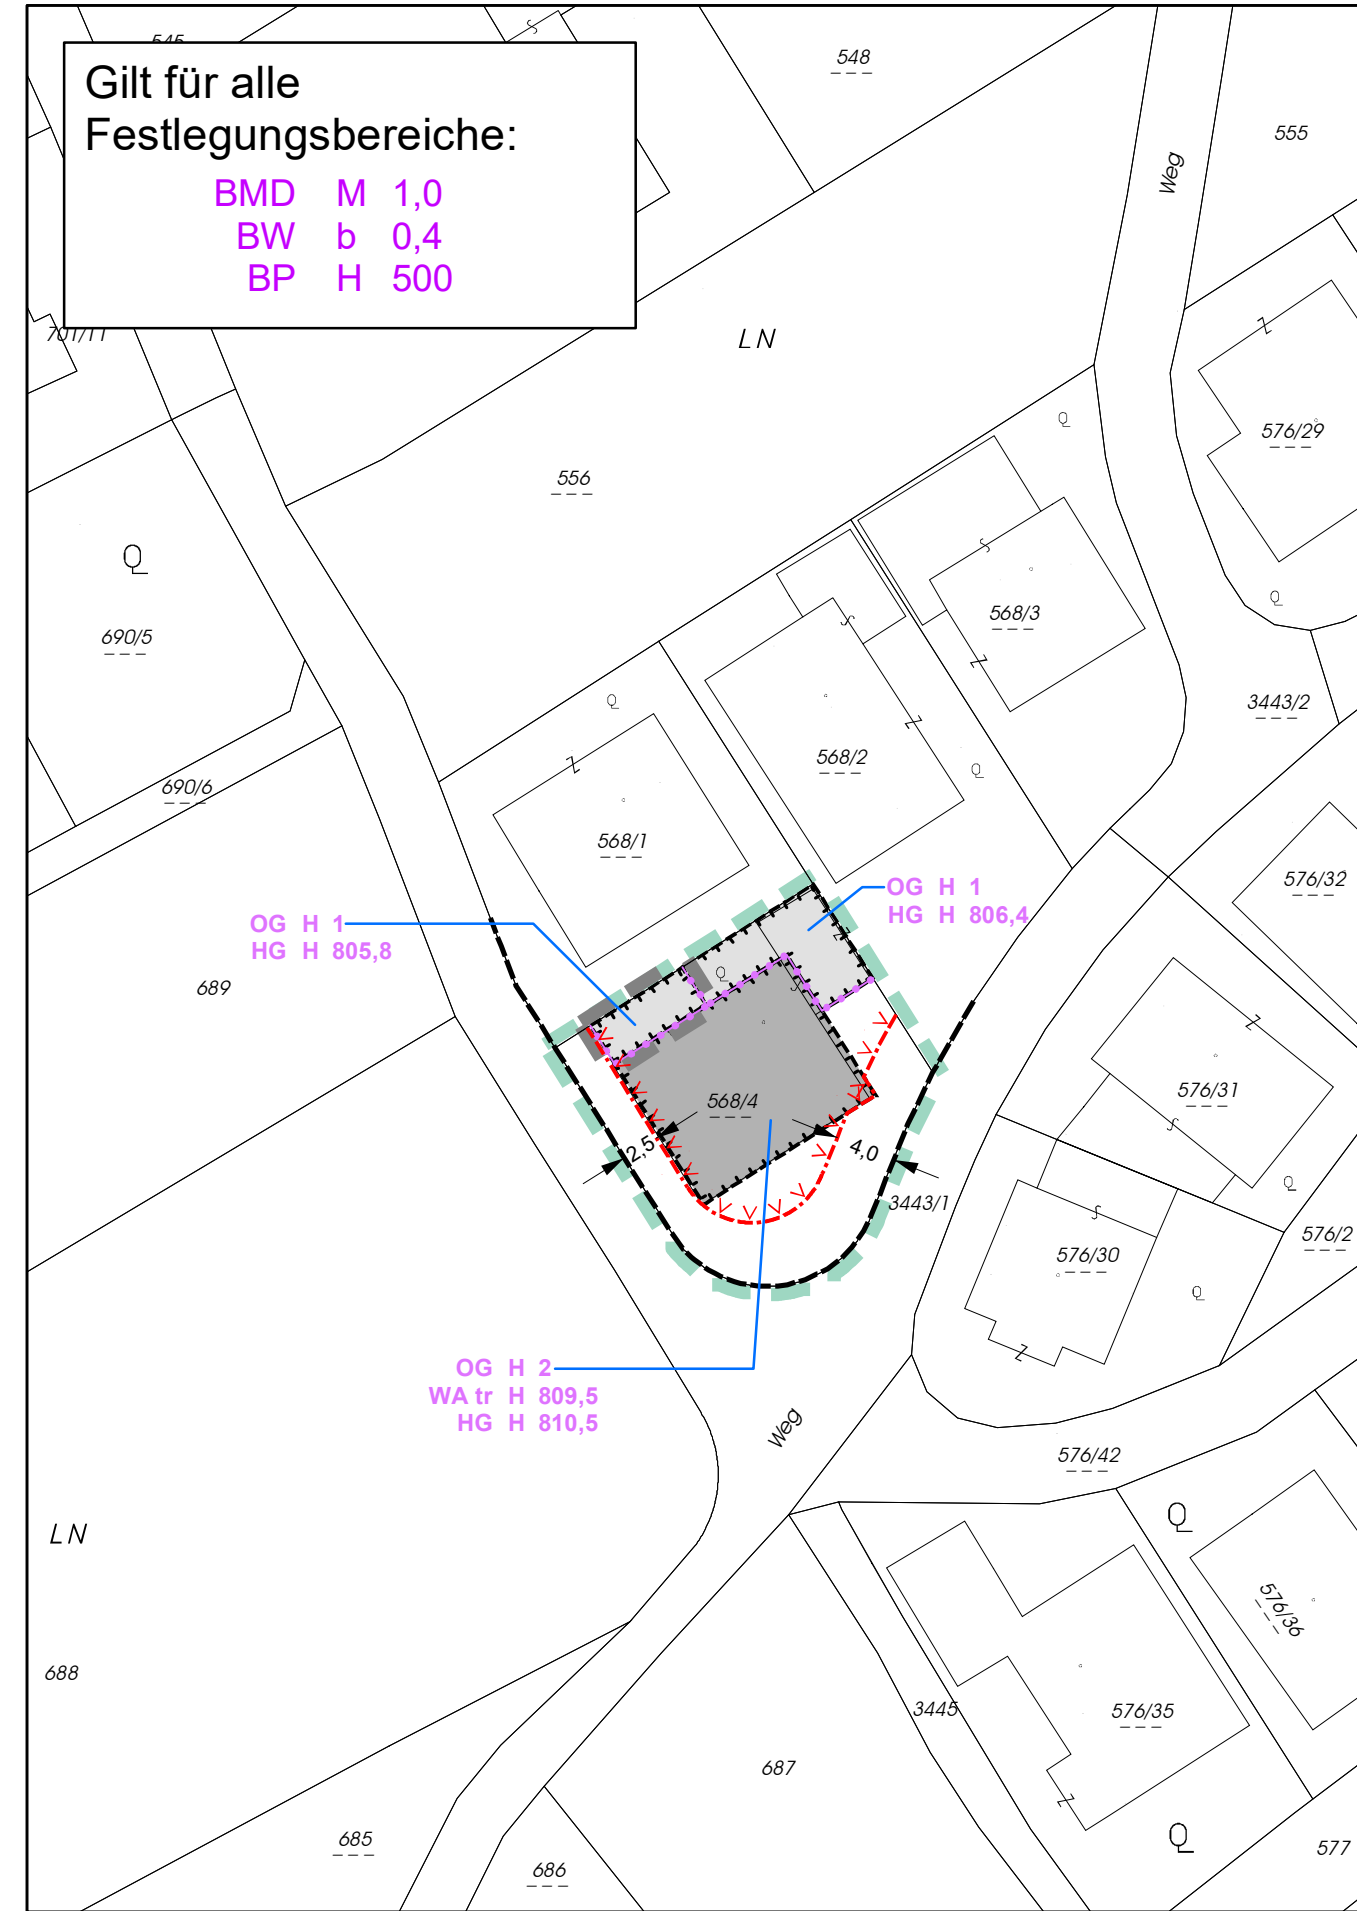 545
Gilt für alle
Festlegungsbereiche:
BMD M 1,0
BW b 0,4
BP H 500
548
555
Weg
701/11
LN
576/29
556
690/5
568/3
3443/2
690/6
568/2
568/1
576/32
OG H 1
HG H 806,4
OG H 1
HG H 805,8
689
568/4
576/31
2,5
4,0
3443/1
576/30
576/2
OG H 2
WA tr H 809,5
HG H 810,5
Weg
576/42
LN
576/36
688
3445
576/35
687
685
686
577